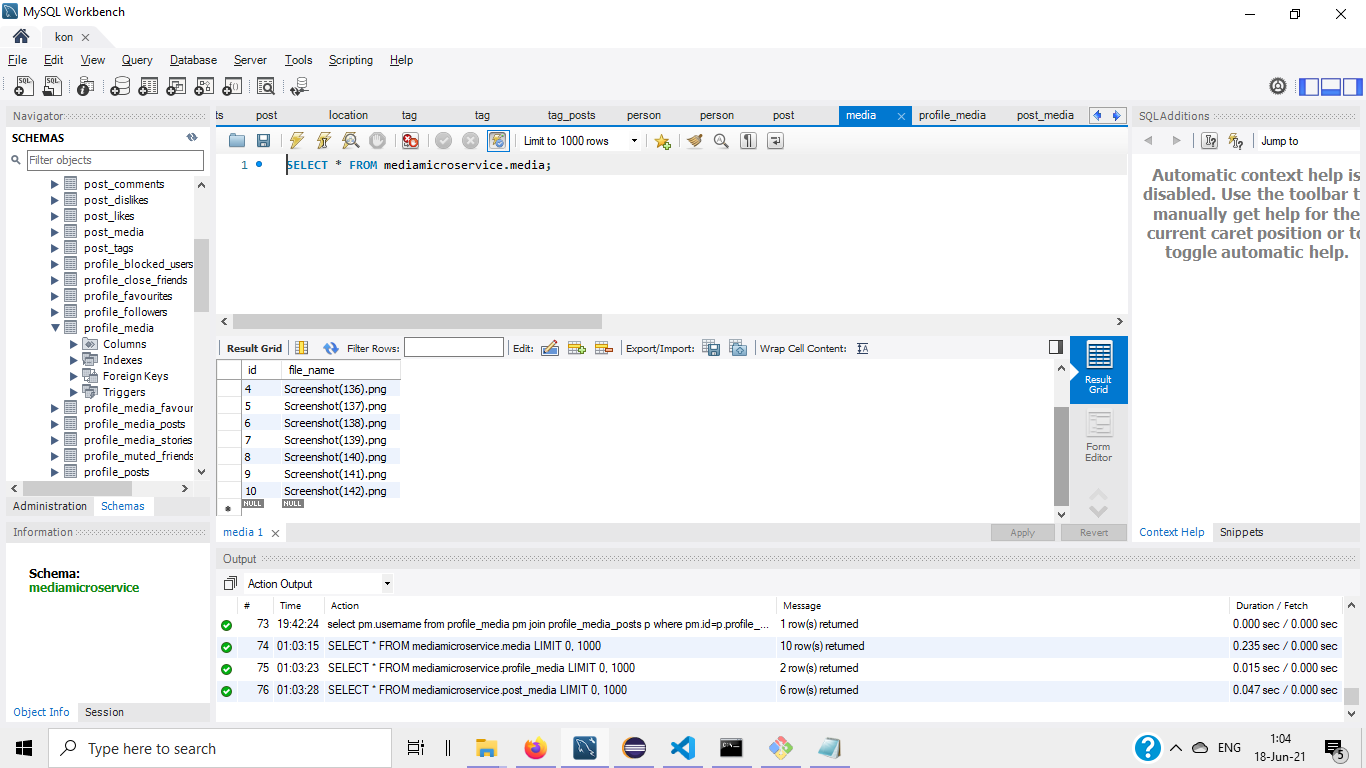 MySQL Workbench
kon
File Edit View Query Database Server Tools Scripting Help
Navigator
SCHEMAS
Filter objects
post_comments
post_dislikes
post_likes
post_media
post_tags
profile_blocked_users
profile_close_friends
profile_favourites
profile_followers
profile_media
Columns
Indexes
Foreign Keys
Triggers
profile_media_favour
profile_media_posts
profile_media_stories
profile_muted_friends
profile_posts
Administration Schemas
Information
Schema:
mediamicroservice
Object Info Session
ts post location tag tag tag_posts person person post media profile_media post_media
Limit to 1000 rows
1 SELECT * FROM mediamicroservice.media;
Result Grid Filter Rows: Edit: Export/Import: Wrap Cell Content:
id file_name
4 Screenshot(136).png
5 Screenshot(137).png
6 Screenshot(138).png
7 Screenshot(139).png
8 Screenshot(140).png
9 Screenshot(141).png
10 Screenshot(142).png
NULL NULL
Result
Grid
Form
Editor
media 1
Apply Revert
SQLAdditions
Jump to
Automatic context help is
disabled. Use the toolbar t
manually get help for the
current caret position or to
toggle automatic help.
Context Help Snippets
Output
Action Output
# Time Action Message Duration / Fetch
73 19:42:24 select pm.username from profile_media pm join profile_media_posts p where pm.id=p.profile_... 1 row(s) returned 0.000 sec / 0.000 sec
74 01:03:15 SELECT * FROM mediamicroservice.media LIMIT 0, 1000 10 row(s) returned 0.235 sec / 0.000 sec
75 01:03:23 SELECT * FROM mediamicroservice.profile_media LIMIT 0, 1000 2 row(s) returned 0.015 sec / 0.000 sec
76 01:03:28 SELECT * FROM mediamicroservice.post_media LIMIT 0, 1000 6 row(s) returned 0.047 sec / 0.000 sec
Type here to search
ENG
1:04
18-Jun-21
5